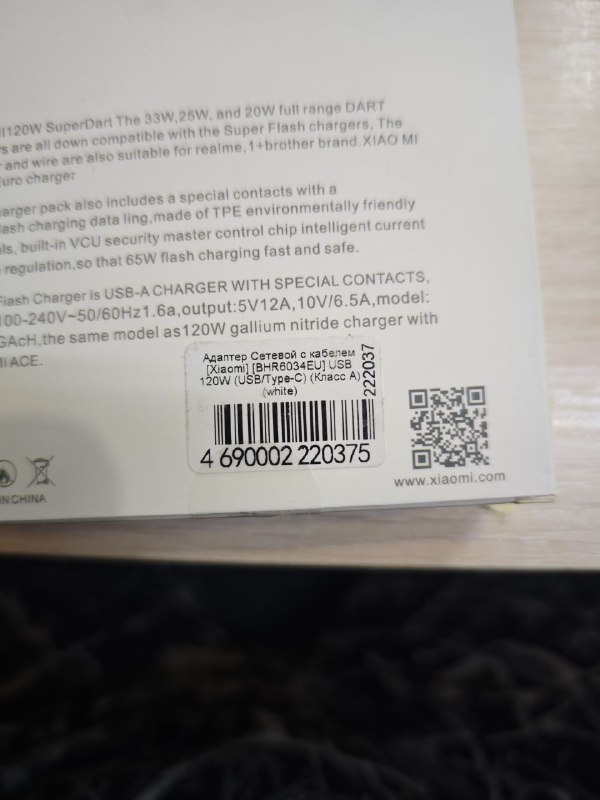 I120W SuperDart The 33W,25W, and 20W full range DART
s are all down compatible with the Super Flash chargers, The
r and wire are also suitable for realme,1+brother brand.XIAO MI
Euro charger
arger pack also includes a special contacts with a
lash charging data ling,made of TPE environmentally friendly
ls, built-in VCU security master control chip intelligent current
regulation,so that 65W flash charging fast and safe.
Flash Charger is USB-A CHARGER WITH SPECIAL CONTACTS,
100-240V~50/60Hz1.6a,output:5V12A,10V/6.5A,model:
GAcH,the same model as120W gallium nitride charger with
MI ACE.
Адаптер Сетевой с кабелем
[Xiaomi] [BHR6034EU] USB
120W (USB/Type-C) (Класс A)
(white)
222037
4 690002 220375
www.xiaomi.com
IN CHINA